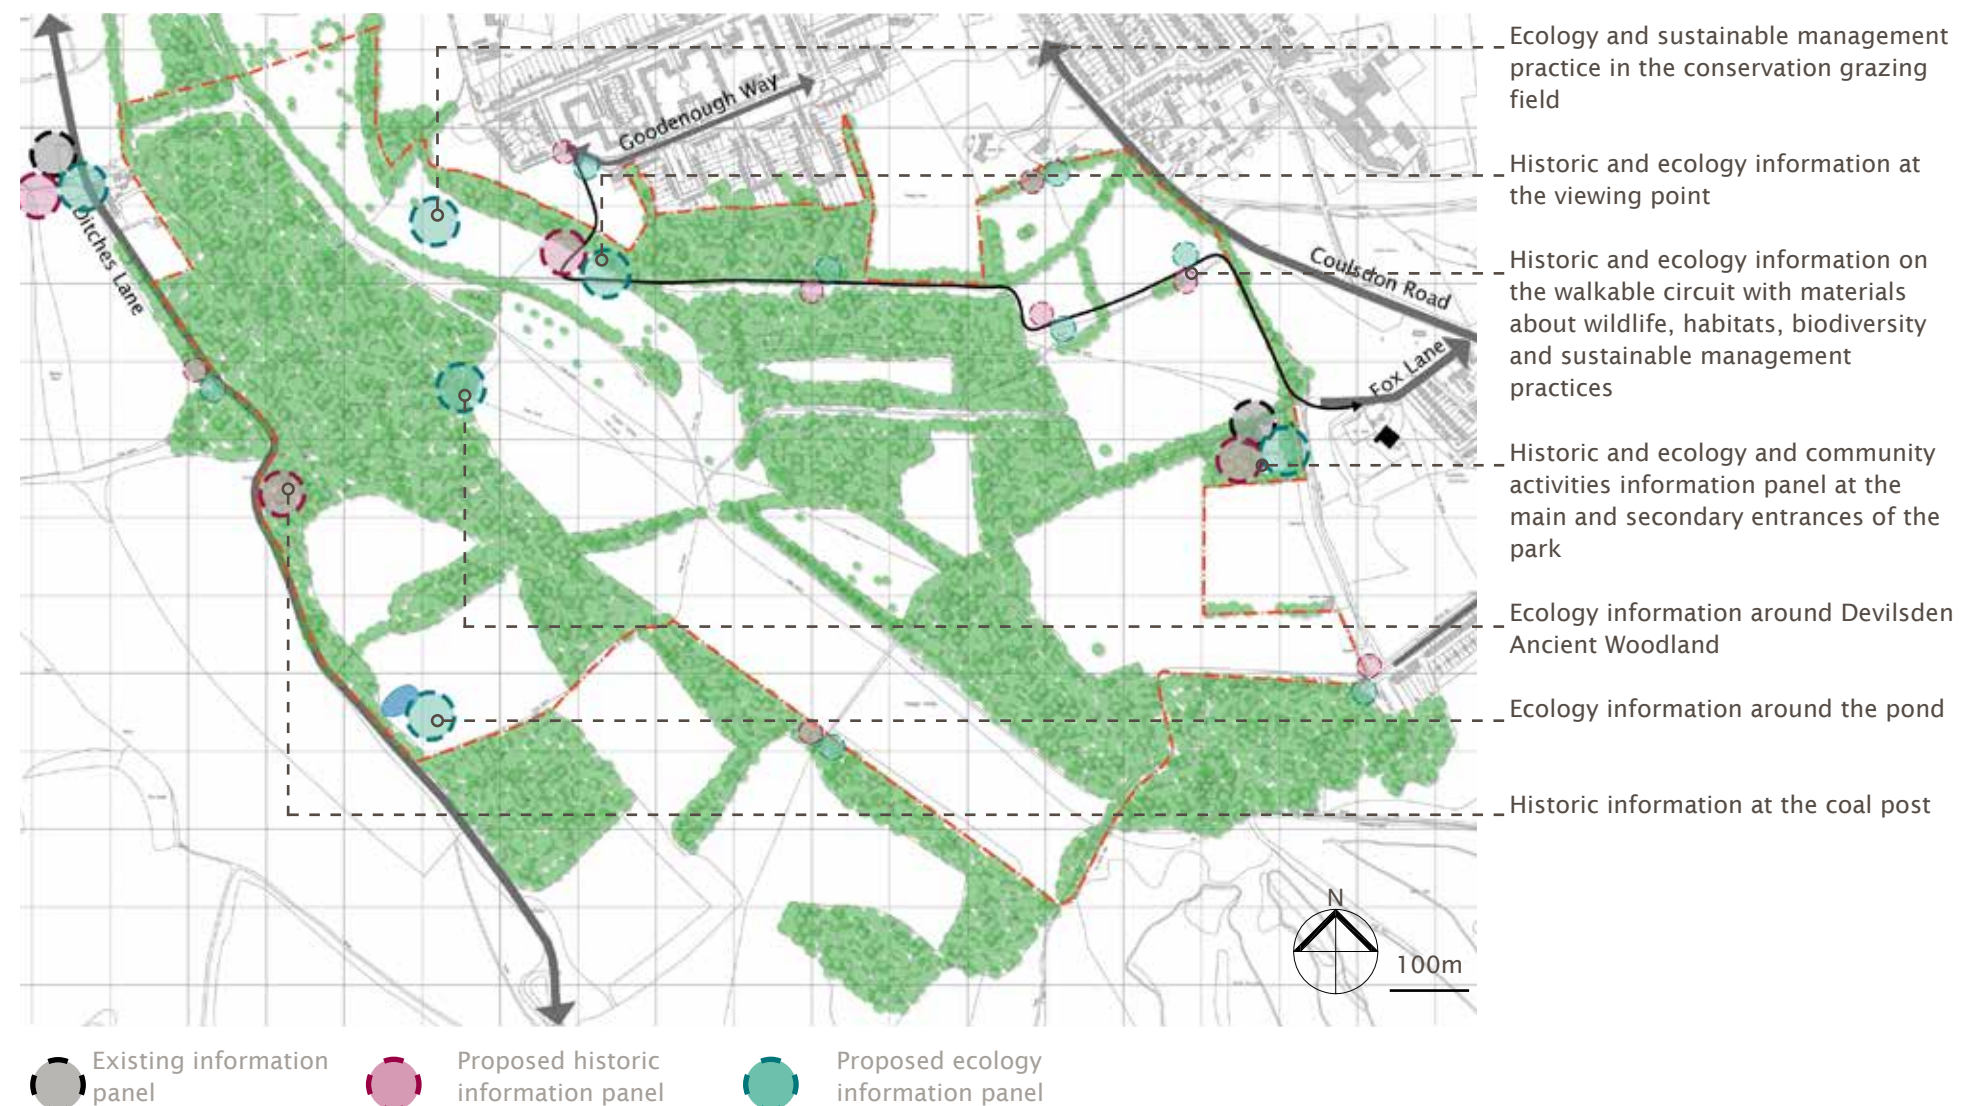 Ecology and sustainable management
practice in the conservation grazing
field
Historic and ecology information at
the viewing point
Historic and ecology information on
the walkable circuit with materials
about wildlife, habitats, biodiversity
and sustainable management
practices
Historic and ecology and community
activities information panel at the
main and secondary entrances of the
park
Ecology information around Devilsden
Ancient Woodland
Ecology information around the pond
Historic information at the coal post
Goodenough Way
Ditches Lane
Coulsdon Road
Fox Lane
N
100m
Existing information
panel
Proposed historic
information panel
Proposed ecology
information panel